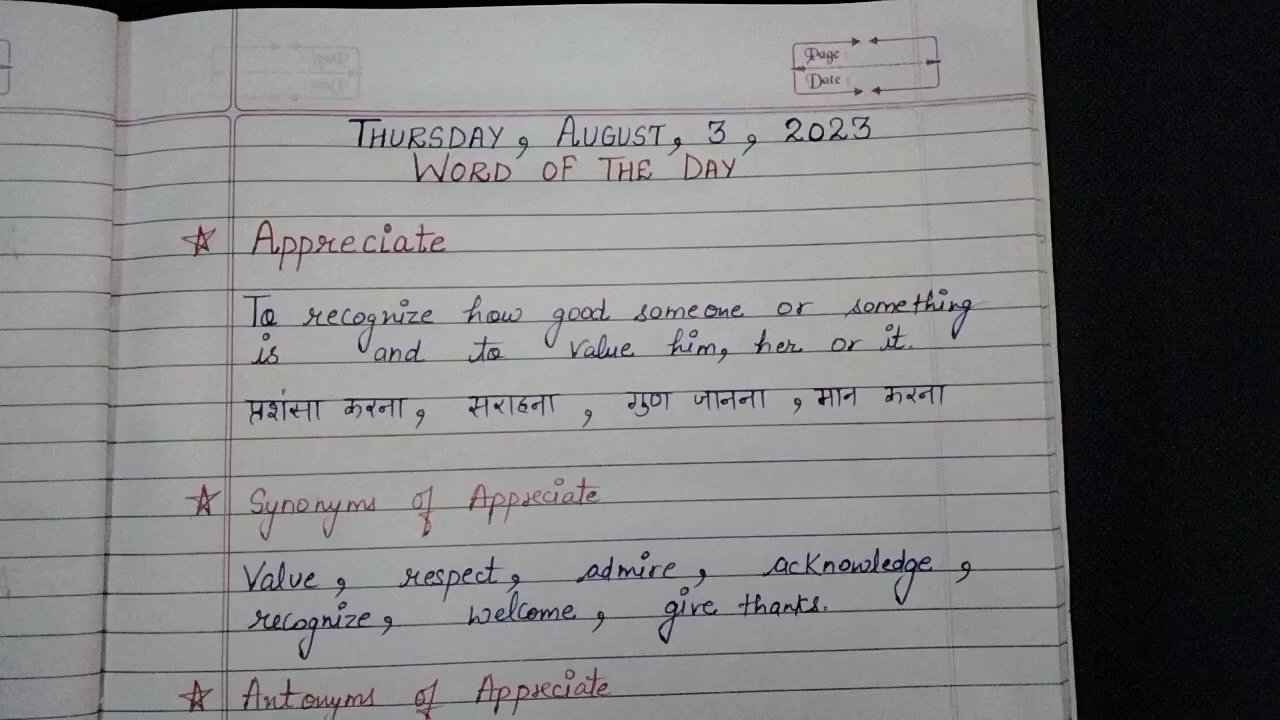 Page
Date
THURSDAY, AUGUST, 3, 2023
WORD OF THE DAY
☆ Appreciate
To recognize how good someone or something
is and to value him, her or it.
प्रशंसा करना, सराहना, गुण जानना, मान करना
☆ Synonyms of Appreciate
Value, respect, admire, acknowledge,
recognize, welcome, give thanks.
☆ Antonyms of Appreciate